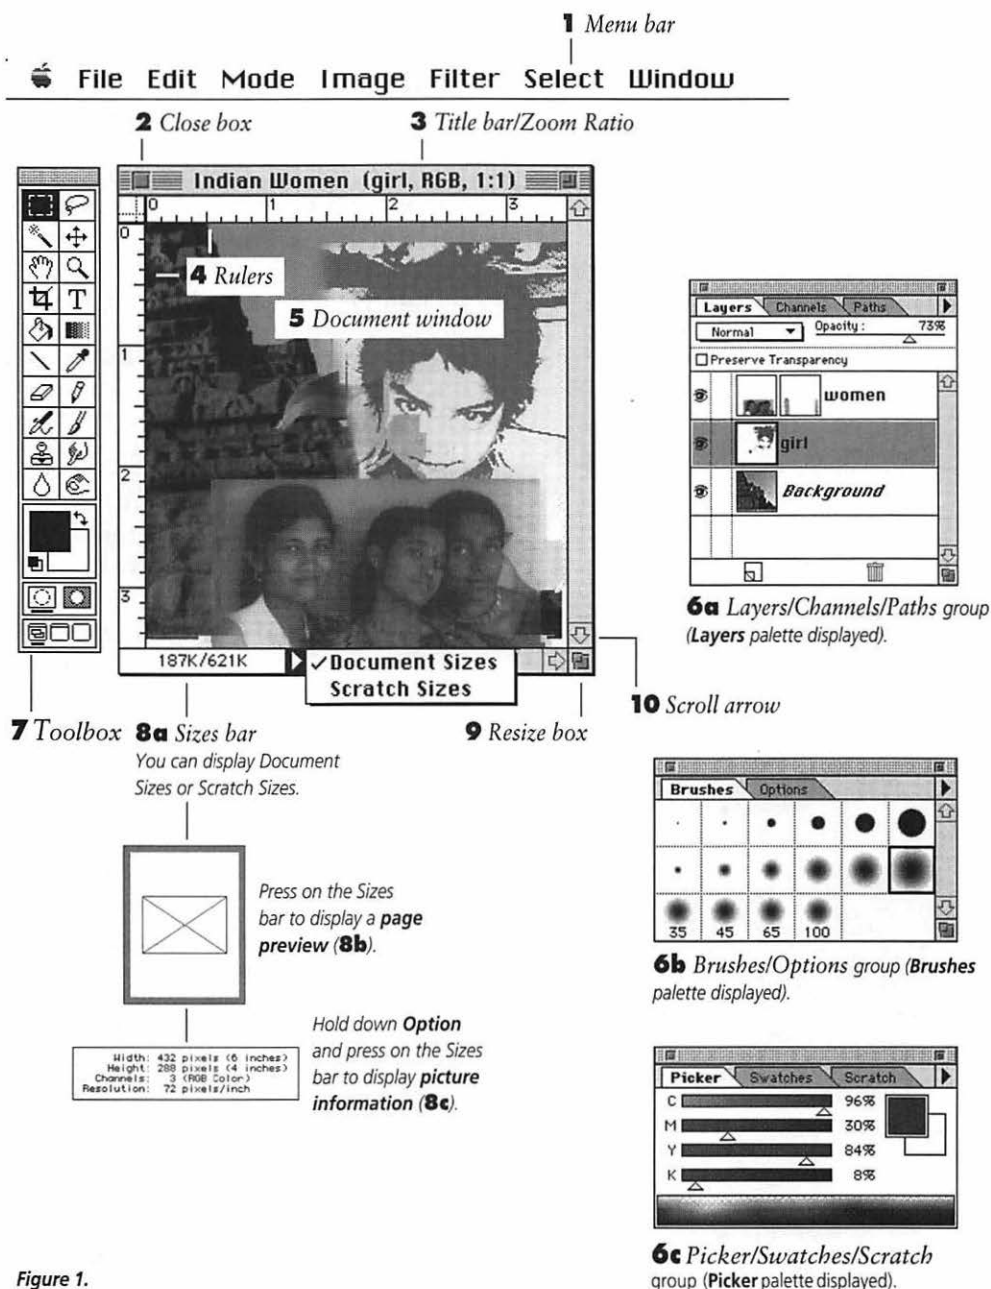 1 Menu bar
File Edit Mode Image Filter Select Window
2 Close box
3 Title bar/Zoom Ratio
Indian Women (girl, RGB, 1:1)
0 1 2 3
0
4 Rulers
5 Document window
1
2
3
187K/621K
✓Document Sizes
Scratch Sizes
Layers Channels Paths
Normal Opacity: 73%
Preserve Transparency
women
girl
Background
6a Layers/Channels/Paths group
(Layers palette displayed).
T
7 Toolbox
8a Sizes bar
You can display Document
Sizes or Scratch Sizes.
9 Resize box
10 Scroll arrow
Brushes Options
35 45 65 100
6b Brushes/Options group (Brushes
palette displayed).
Press on the Sizes
bar to display a page
preview (8b).
Width: 432 pixels (6 inches)
Height: 288 pixels (4 inches)
Channels: 3 (RGB Color)
Resolution: 72 pixels/inch
Hold down Option
and press on the Sizes
bar to display picture
information (8c).
Picker Swatches Scratch
C 96%
M 30%
Y 84%
K 8%
6c Picker/Swatches/Scratch
group (Picker palette displayed).
Figure 1.